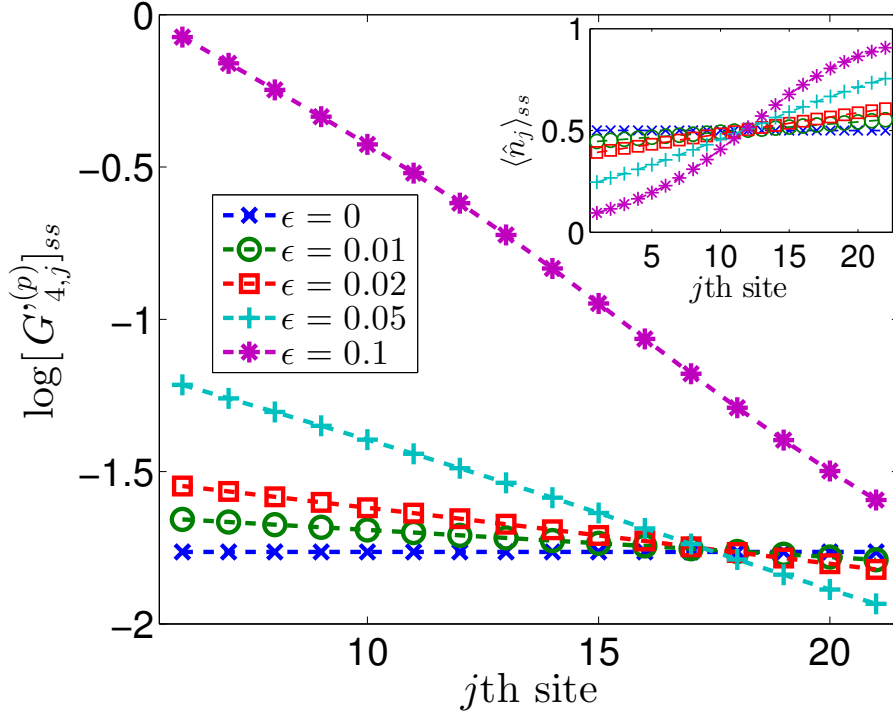 0
−0.5
−1
−1.5
−2
log[G'^{(p)}_{4,j}]_{ss}
10
15
20
jth site
ϵ = 0
ϵ = 0.01
ϵ = 0.02
ϵ = 0.05
ϵ = 0.1
1
0.5
0
⟨n̂_j⟩_{ss}
5
10
15
20
jth site